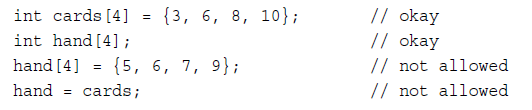 int cards[4] = {3, 6, 8, 10};        // okay
int hand[4];                         // okay
hand[4] = {5, 6, 7, 9};              // not allowed
hand = cards;                        // not allowed